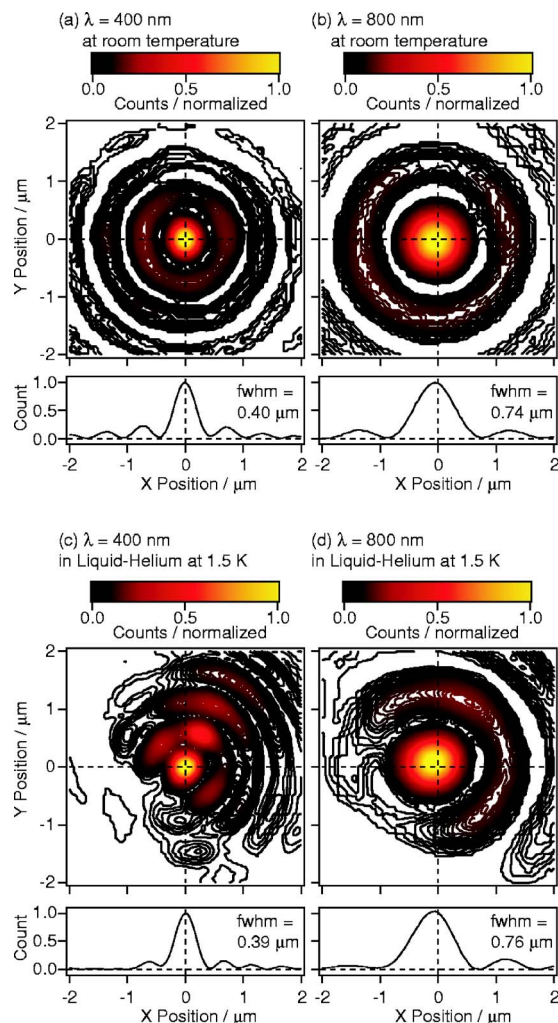 (a) λ = 400 nm
at room temperature
0.0 0.5 1.0
Counts / normalized
(b) λ = 800 nm
at room temperature
0.0 0.5 1.0
Counts / normalized
Y Position / μm
2
1
0
-1
-2
Count
1.0
0.5
0.0
fwhm =
0.40 μm
fwhm =
0.74 μm
-2 -1 0 1 2
-2 -1 0 1 2
X Position / μm
X Position / μm
(c) λ = 400 nm
in Liquid-Helium at 1.5 K
0.0 0.5 1.0
Counts / normalized
(d) λ = 800 nm
in Liquid-Helium at 1.5 K
0.0 0.5 1.0
Counts / normalized
Y Position / μm
2
1
0
-1
-2
Count
1.0
0.5
0.0
fwhm =
0.39 μm
fwhm =
0.76 μm
-2 -1 0 1 2
-2 -1 0 1 2
X Position / μm
X Position / μm